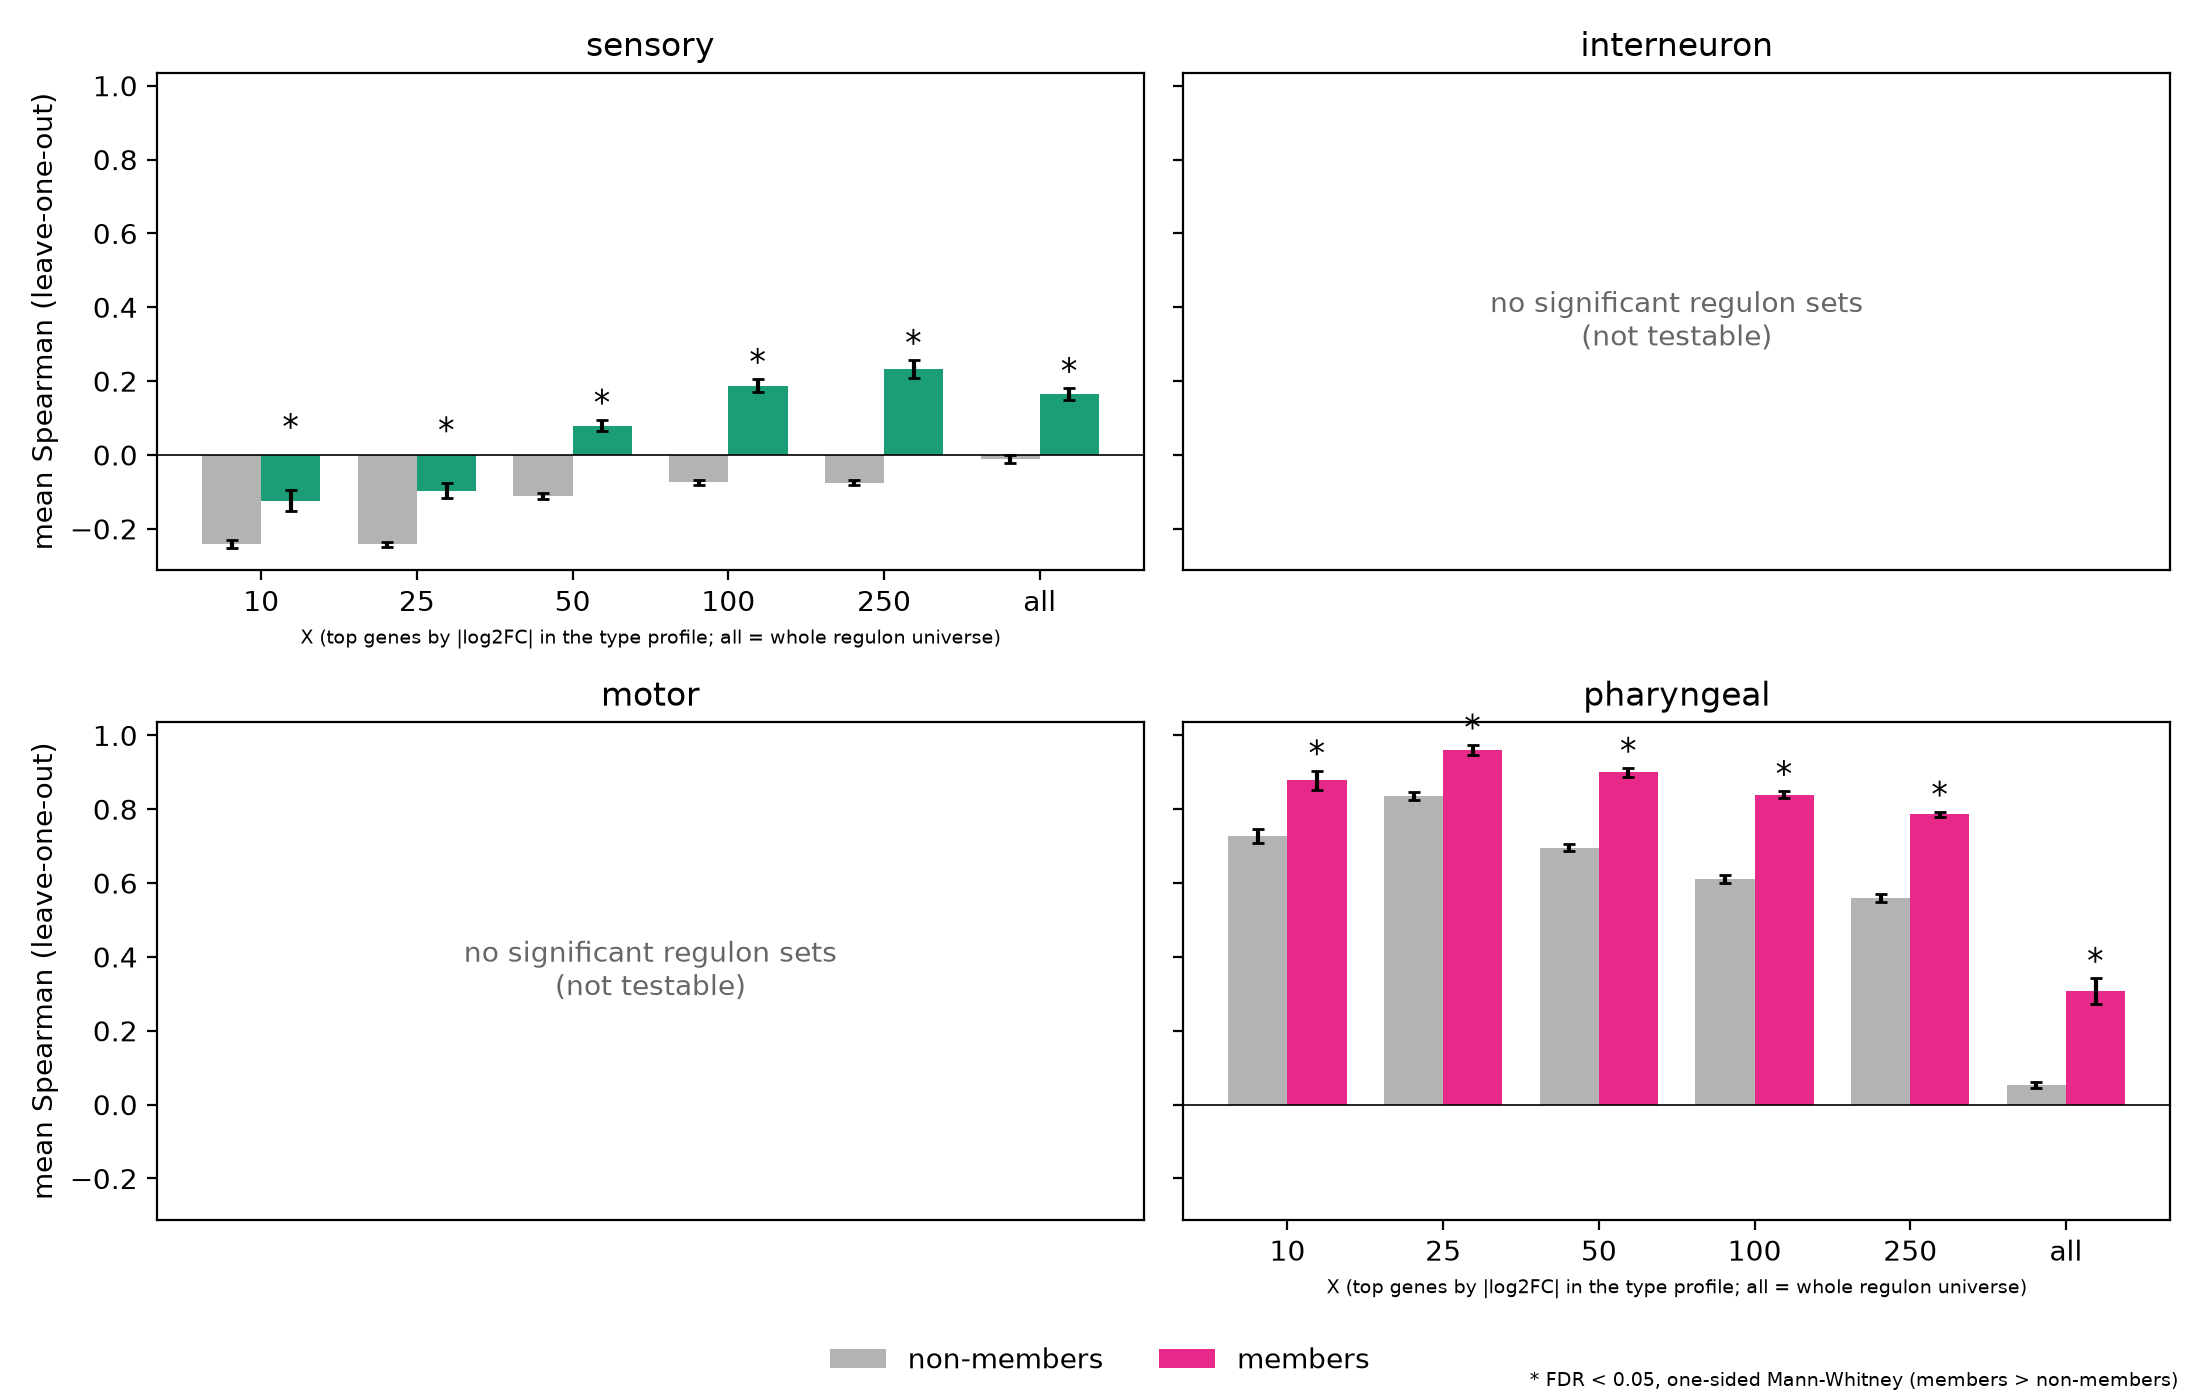 sensory
mean Spearman (leave-one-out)
1.0
0.8
0.6
0.4
0.2
0.0
−0.2
* * * * * *
10 25 50 100 250 all
X (top genes by |log2FC| in the type profile; all = whole regulon universe)
interneuron
no significant regulon sets
(not testable)
motor
mean Spearman (leave-one-out)
1.0
0.8
0.6
0.4
0.2
0.0
−0.2
no significant regulon sets
(not testable)
pharyngeal
* * * * * *
10 25 50 100 250 all
X (top genes by |log2FC| in the type profile; all = whole regulon universe)
non-members members
* FDR < 0.05, one-sided Mann-Whitney (members > non-members)